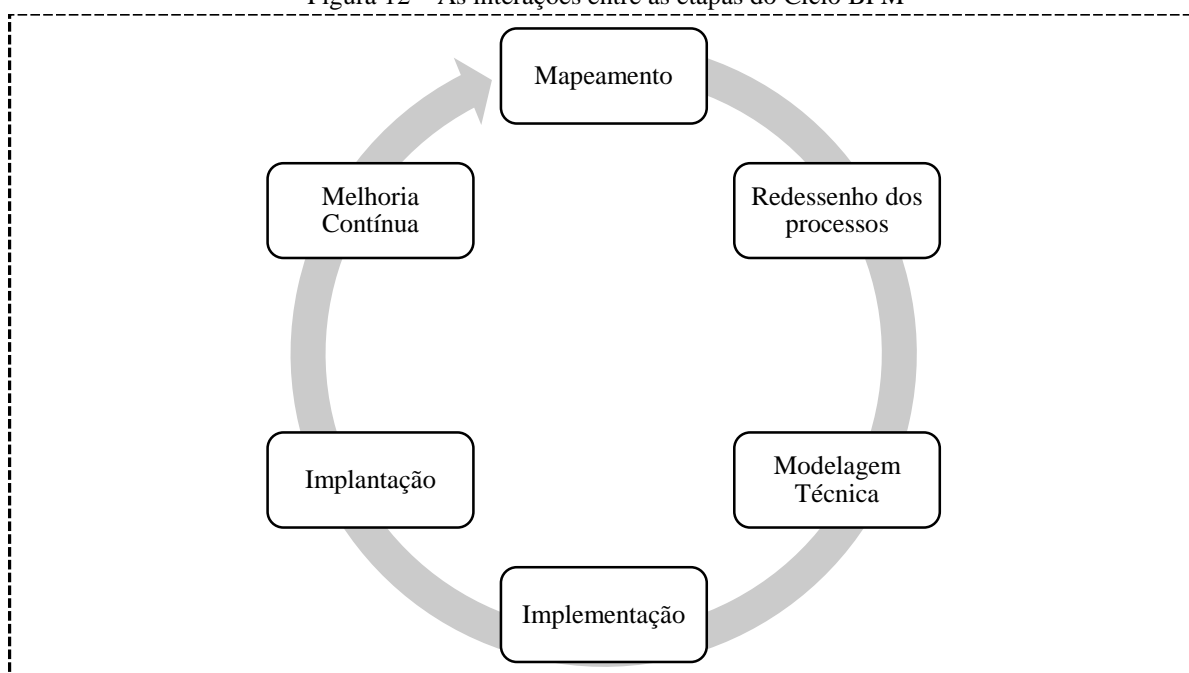 Figura 12 – As interações entre as etapas do Ciclo BPM
Mapeamento
Redessenho dos
processos
Modelagem
Técnica
Implementação
Implantação
Melhoria
Contínua